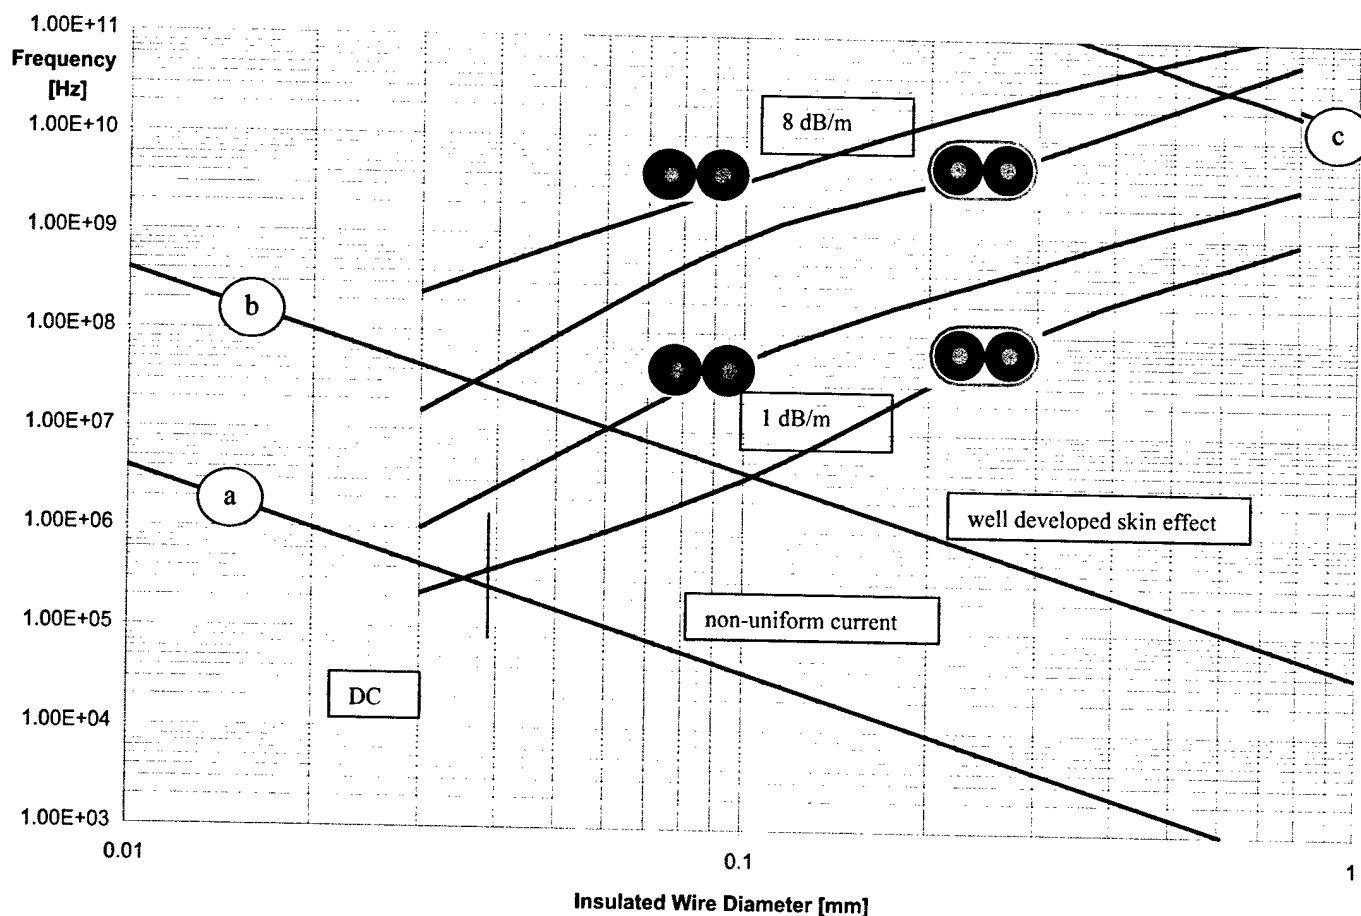 1.00E+11
Frequency
[Hz]
1.00E+10
1.00E+09
1.00E+08
1.00E+07
1.00E+06
1.00E+05
1.00E+04
1.00E+03
8 dB/m
c
b
1 dB/m
a
well developed skin effect
non-uniform current
DC
0.01
0.1
1
Insulated Wire Diameter [mm]